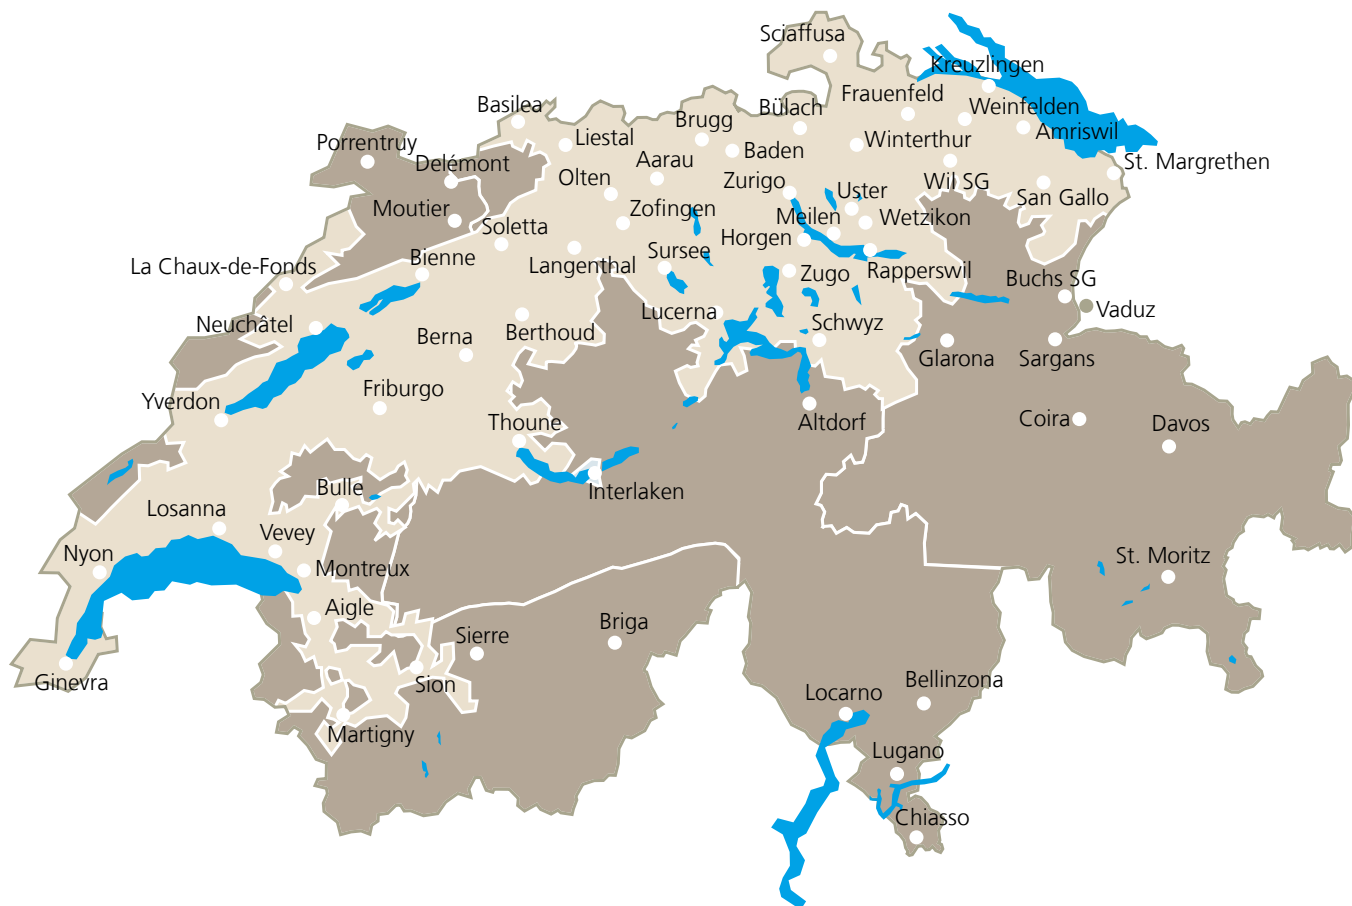 Sciaffusa
Kreuzlingen
Frauenfeld
Basilea
Bülach
Weinfelden
Brugg
Amriswil
Porrentruy
Liestal
Winterthur
Baden
Delémont
Aarau
St. Margrethen
Olten
Zurigo
Uster
Wil SG
San Gallo
Moutier
Zofingen
Meilen
Wetzikon
Soletta
Horgen
Bienne
Sursee
La Chaux-de-Fonds
Langenthal
Zugo
Rapperswil
Buchs SG
Neuchâtel
Lucerna
Vaduz
Berna
Berthoud
Schwyz
Glarona
Sargans
Friburgo
Yverdon
Thoune
Altdorf
Coira
Davos
Bulle
Interlaken
Losanna
Vevey
Nyon
Montreux
St. Moritz
Aigle
Sierre
Briga
Ginevra
Sion
Locarno
Bellinzona
Martigny
Lugano
Chiasso